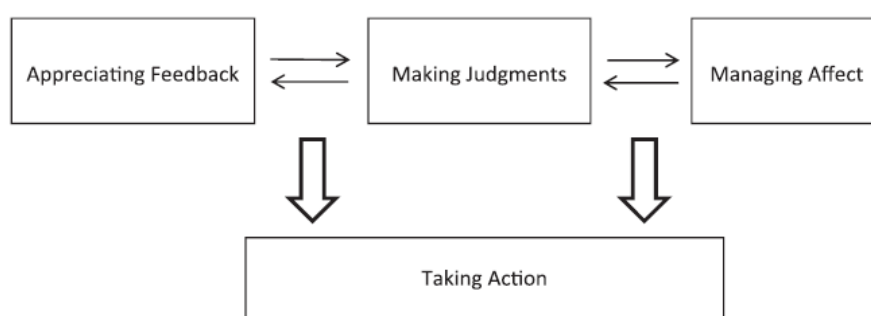 Appreciating Feedback
Making Judgments
Managing Affect
Taking Action